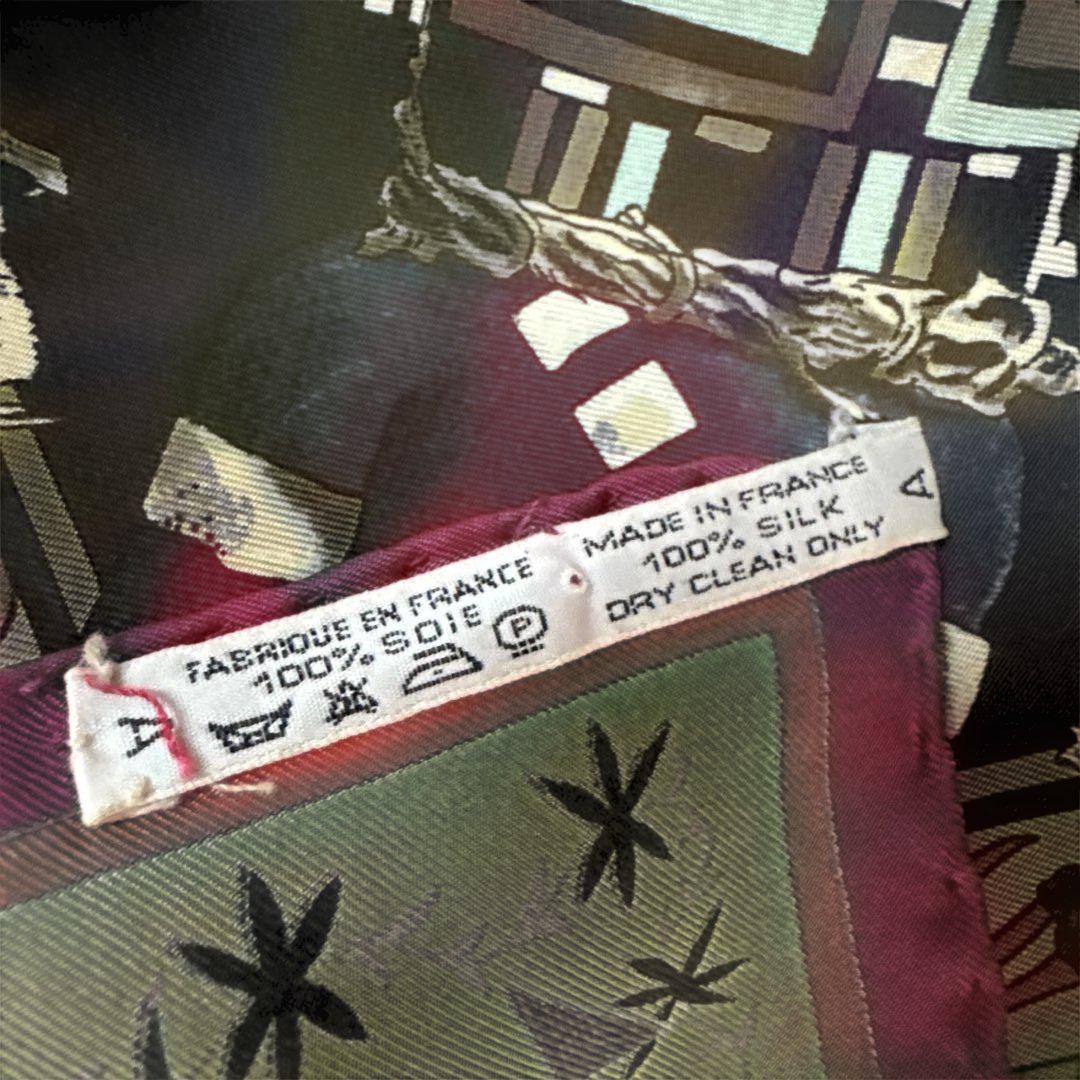 FABRIQUE EN FRANCE
100% SOIE
P
A
MADE IN FRANCE
100% SILK
DRY CLEAN ONLY
A